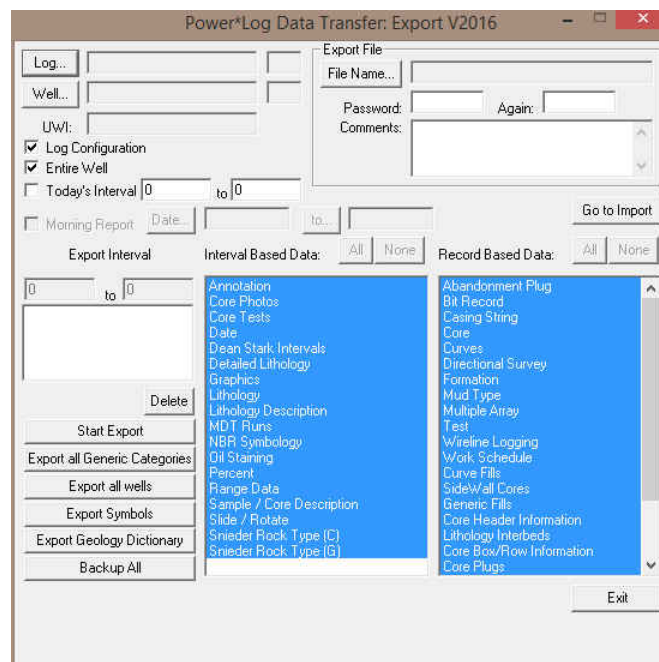 Power*Log Data Transfer: Export V2016
Log...
Well...
UWI:
Log Configuration
Entire Well
Today's Interval 0 to 0
Morning Report Date... to...
Export File
File Name...
Password: Again:
Comments:
Go to Import
Export Interval
0 to 0
Delete
Start Export
Export all Generic Categories
Export all wells
Export Symbols
Export Geology Dictionary
Backup All
Interval Based Data: All None
Annotation
Core Photos
Core Tests
Date
Dean Stark Intervals
Detailed Lithology
Graphics
Lithology
Lithology Description
MDT Runs
NBR Symbology
Oil Staining
Percent
Range Data
Sample / Core Description
Slide / Rotate
Snieder Rock Type (C)
Snieder Rock Type (G)
Record Based Data: All None
Abandonment Plug
Bit Record
Casing String
Core
Curves
Directional Survey
Formation
Mud Type
Multiple Array
Test
Wireline Logging
Work Schedule
Curve Fills
SideWall Cores
Generic Fills
Core Header Information
Lithology Interbeds
Core Box/Row Information
Core Plugs
Exit